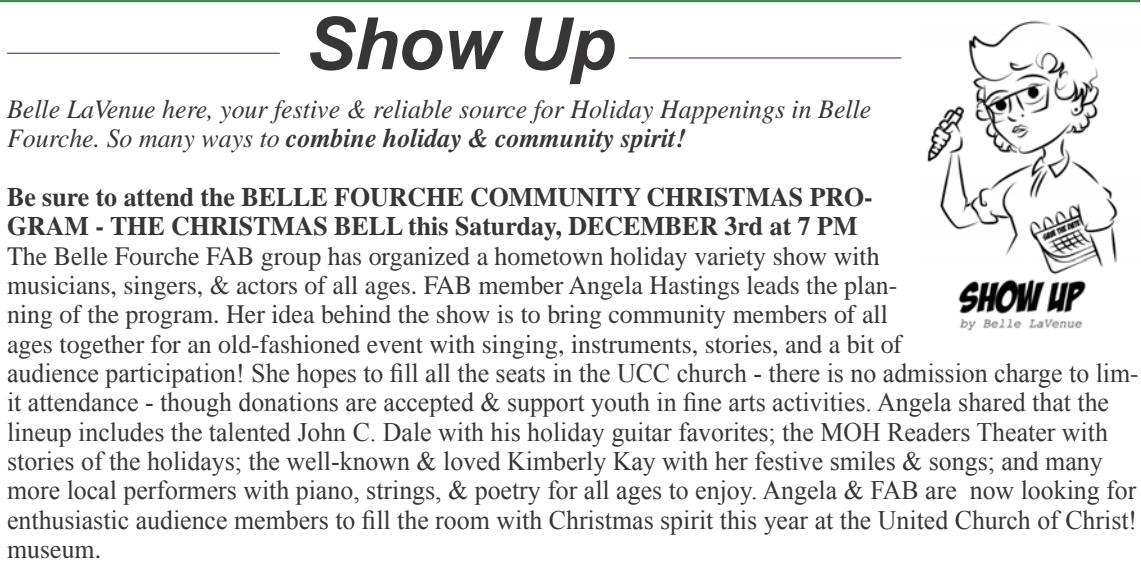 Show Up
Belle LaVenue here, your festive & reliable source for Holiday Happenings in Belle
Fourche. So many ways to combine holiday & community spirit!
Be sure to attend the BELLE FOURCHE COMMUNITY CHRISTMAS PRO-
GRAM - THE CHRISTMAS BELL this Saturday, DECEMBER 3rd at 7 PM
The Belle Fourche FAB group has organized a hometown holiday variety show with
musicians, singers, & actors of all ages. FAB member Angela Hastings leads the plan-
ning of the program. Her idea behind the show is to bring community members of all
ages together for an old-fashioned event with singing, instruments, stories, and a bit of
audience participation! She hopes to fill all the seats in the UCC church - there is no admission charge to lim-
it attendance - though donations are accepted & support youth in fine arts activities. Angela shared that the
lineup includes the talented John C. Dale with his holiday guitar favorites; the MOH Readers Theater with
stories of the holidays; the well-known & loved Kimberly Kay with her festive smiles & songs; and many
more local performers with piano, strings, & poetry for all ages to enjoy. Angela & FAB are  now looking for
enthusiastic audience members to fill the room with Christmas spirit this year at the United Church of Christ!
museum.
SAVE THE DATE
SHOW UP
by Belle LaVenue